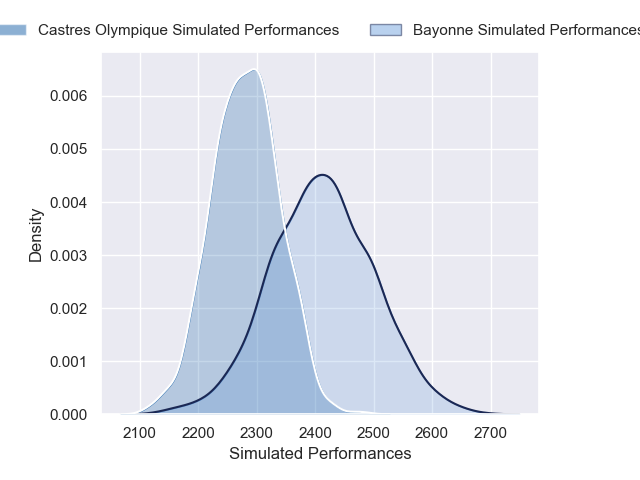 Castres Olympique Simulated Performances
Bayonne Simulated Performances
0.006
0.005
0.004
0.003
0.002
0.001
0.000
Density
2100 2200 2300 2400 2500 2600 2700
Simulated Performances